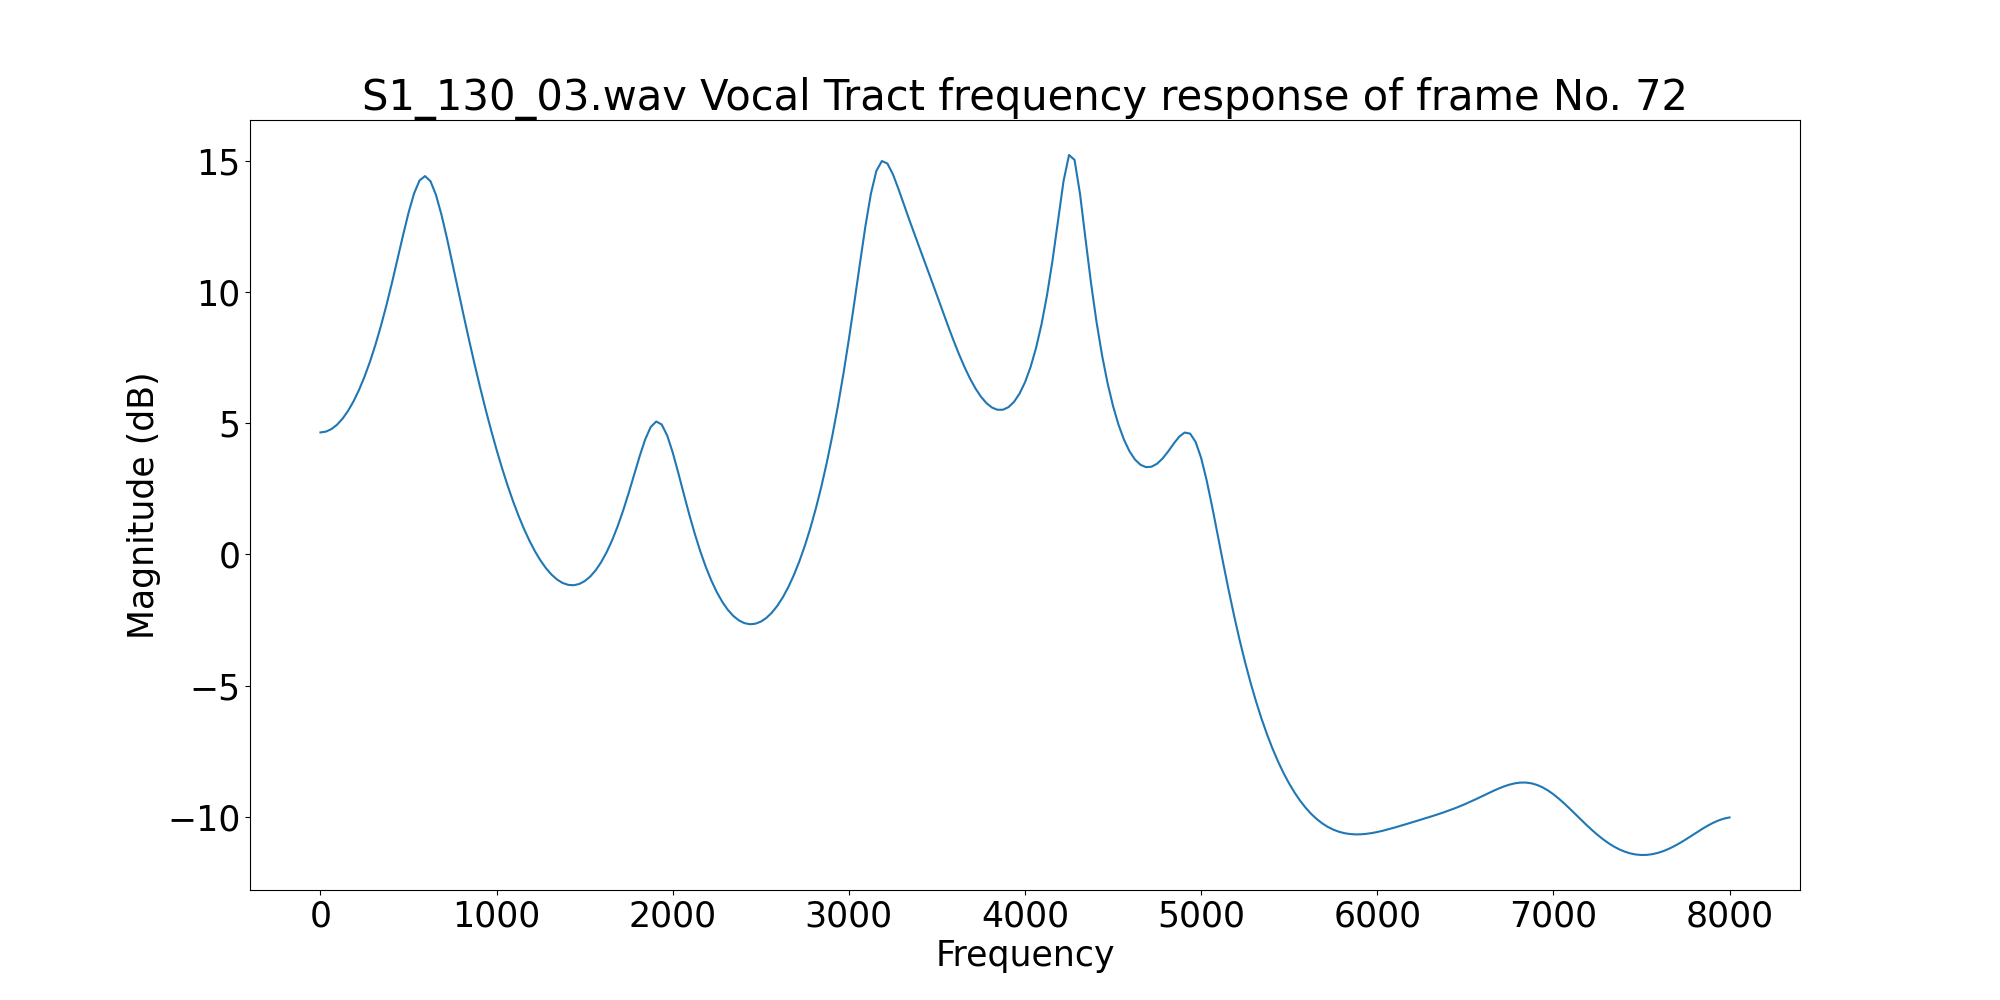 S1_130_03.wav Vocal Tract frequency response of frame No. 72
15
10
5
0
−5
−10
Magnitude (dB)
0 1000 2000 3000 4000 5000 6000 7000 8000
Frequency